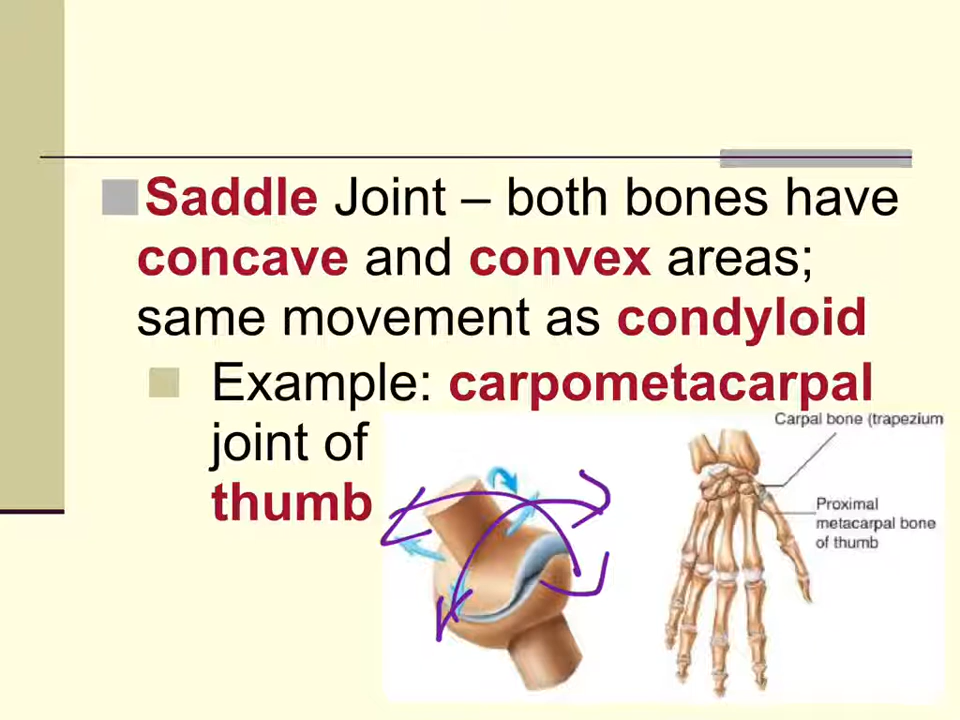 Saddle Joint – both bones have
concave and convex areas;
same movement as condyloid
Example: carpometacarpal
joint of
thumb
Carpal bone (trapezium
Proximal
metacarpal bone
of thumb